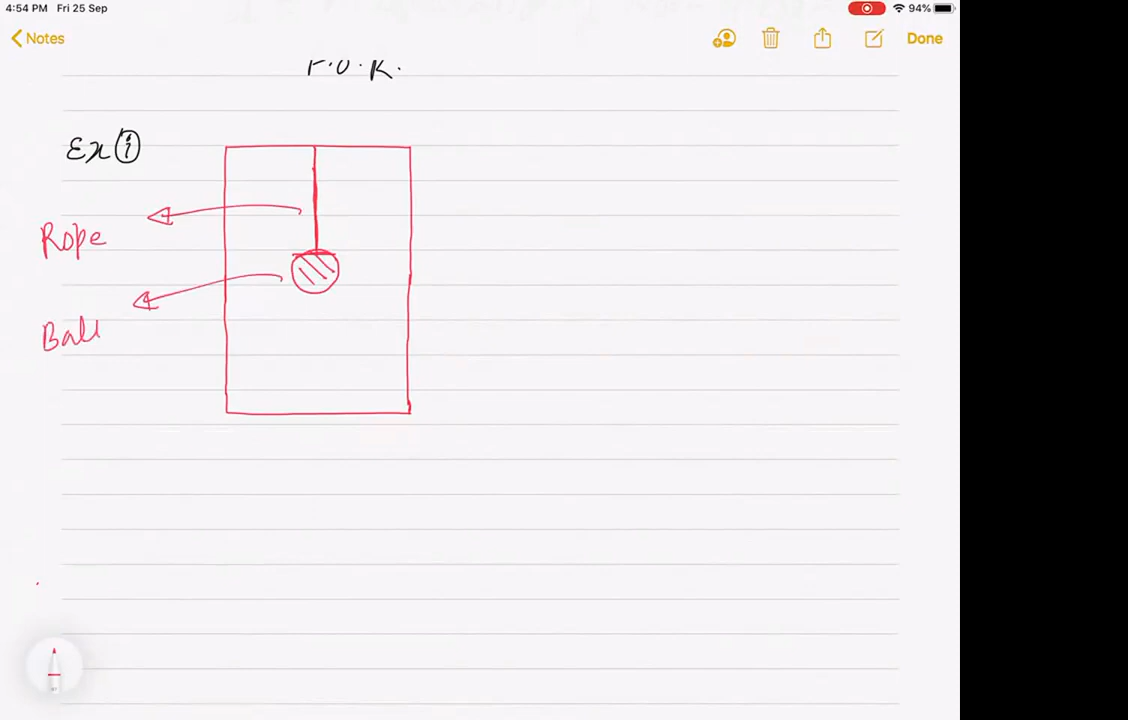 4:54 PM Fri 25 Sep
94%
Notes
Done
F.O.R.
Ex (i)
Rope
Ball